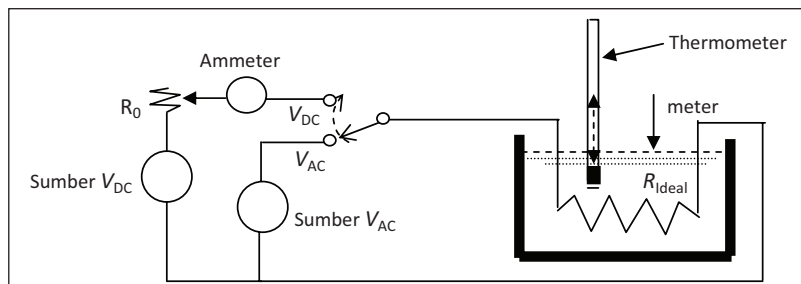 Thermometer
Ammeter
R0
VDC
meter
VAC
Sumber VDC
RIdeal
Sumber VAC